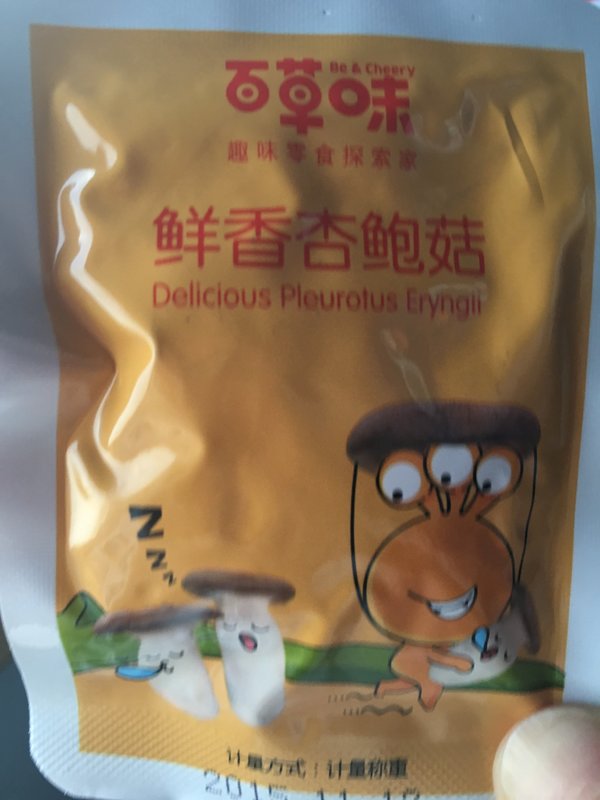 Be & Cheery
百草味
趣味零食探索家
鲜香杏鲍菇
Delicious Pleurotus Eryngii
N
N
N
计量方式：计量称重